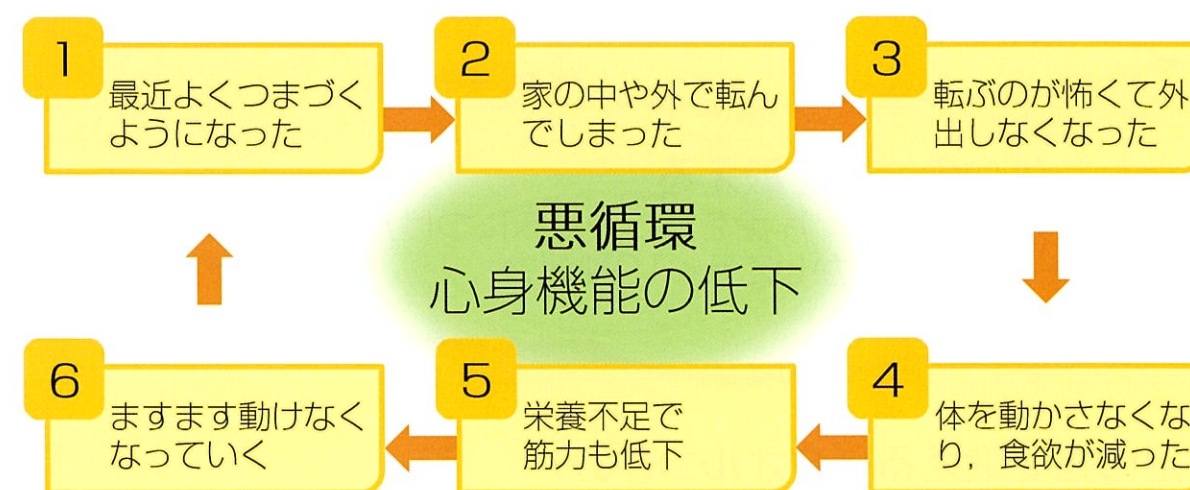 1
最近よくつまづく
ようになった
2
家の中や外で転ん
でしまった
3
転ぶのが怖くて外
出しなくなった
悪循環
心身機能の低下
6
ますます動けなく
なっていく
5
栄養不足で
筋力も低下
4
体を動かさなくな
り，食欲が減った